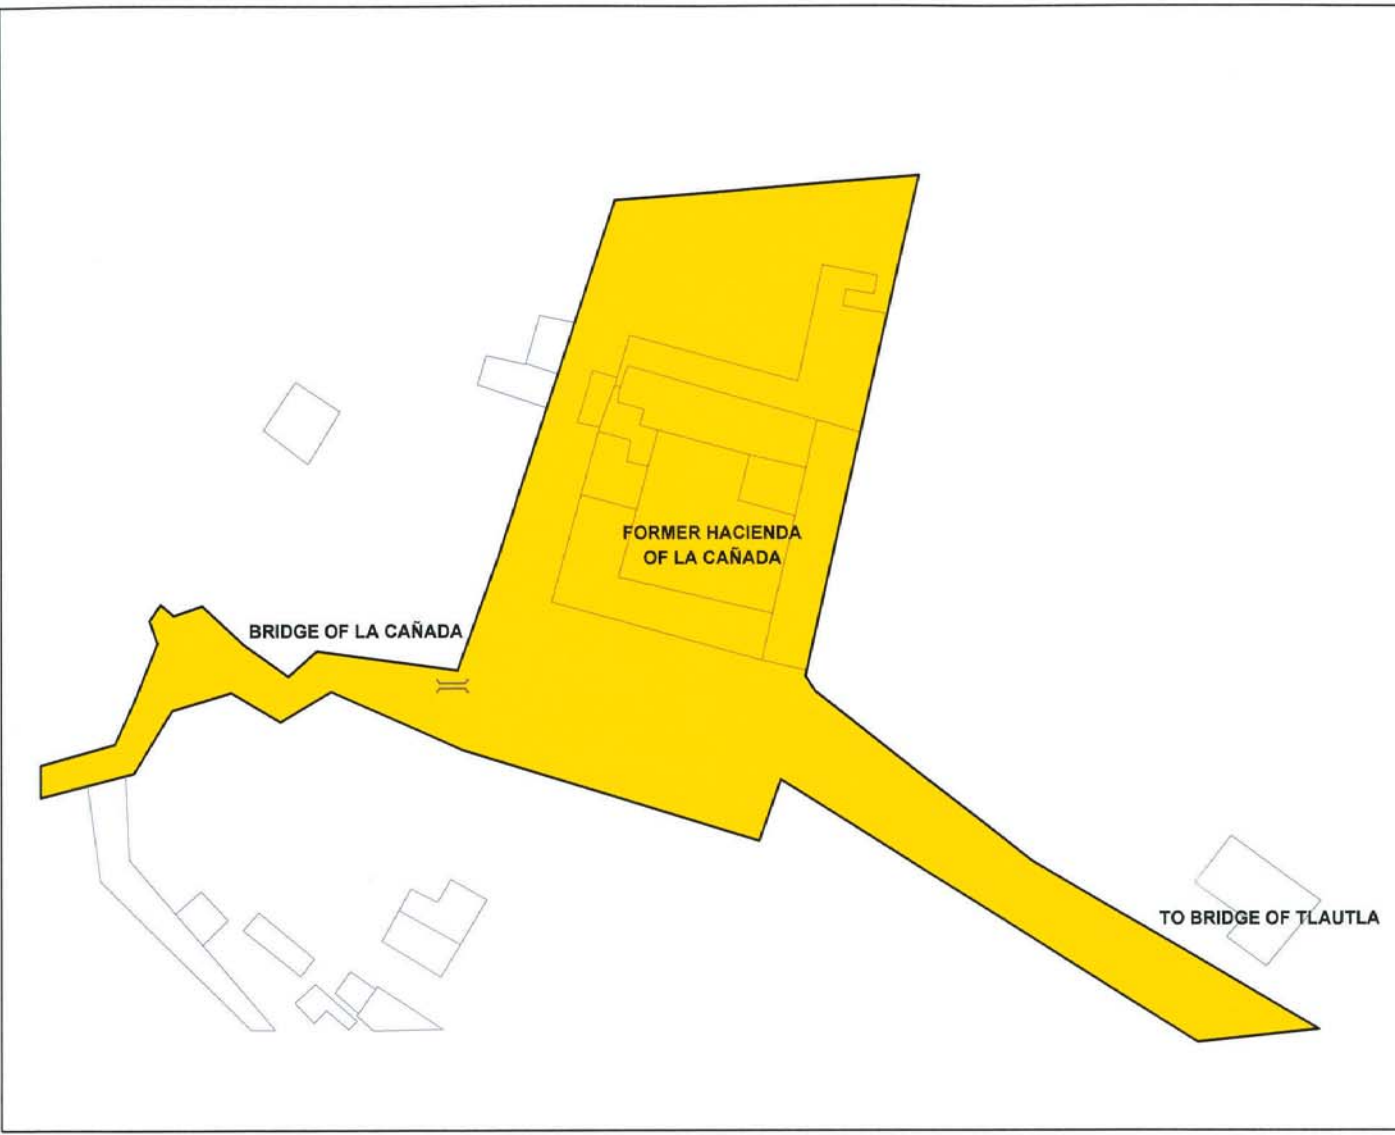 FORMER HACIENDA
OF LA CAÑADA
BRIDGE OF LA CAÑADA
TO BRIDGE OF TLAUTLA